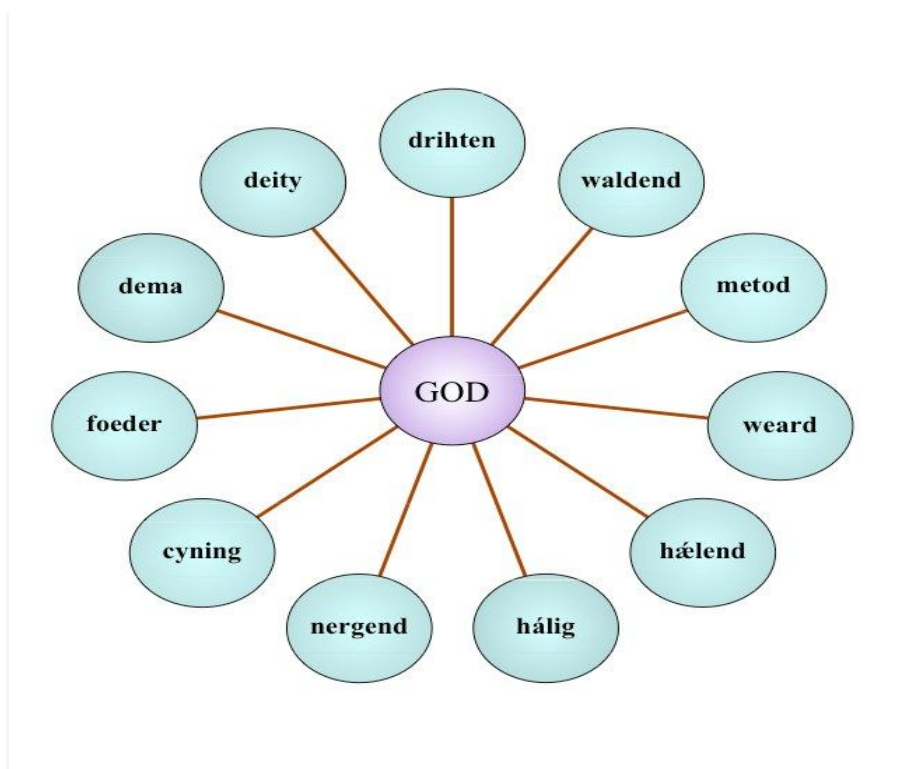 drihten
waldend
metod
weard
hǽlend
hálig
nergend
cyning
foeder
dema
deity
GOD